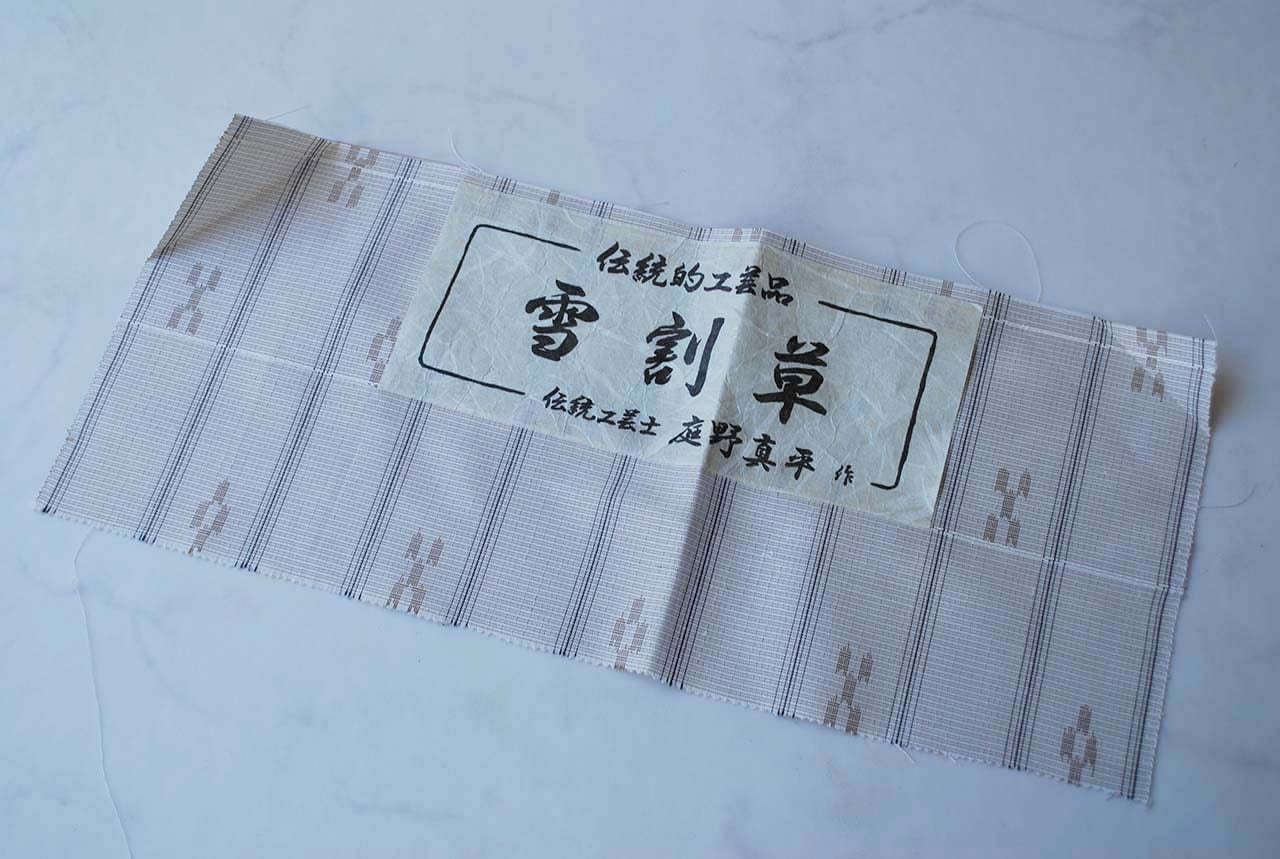 伝統的工芸品
雪割草
伝統工芸士 庭野真平 作